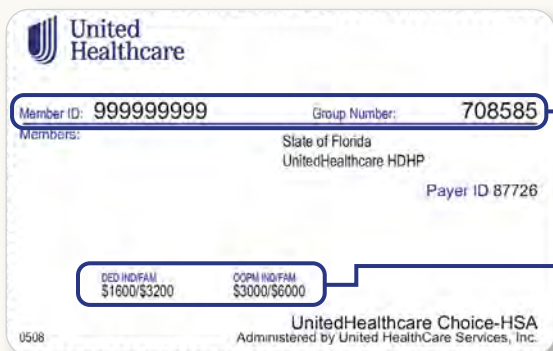 United
Healthcare
Member ID: 999999999 Group Number: 708585
Members:
State of Florida
UnitedHealthcare HDHP
Payer ID 87726
DED IND/FAM OOPM IND/FAM
$1600/$3200 $3000/$6000
UnitedHealthcare Choice-HSA
0508 Administered by United HealthCare Services, Inc.